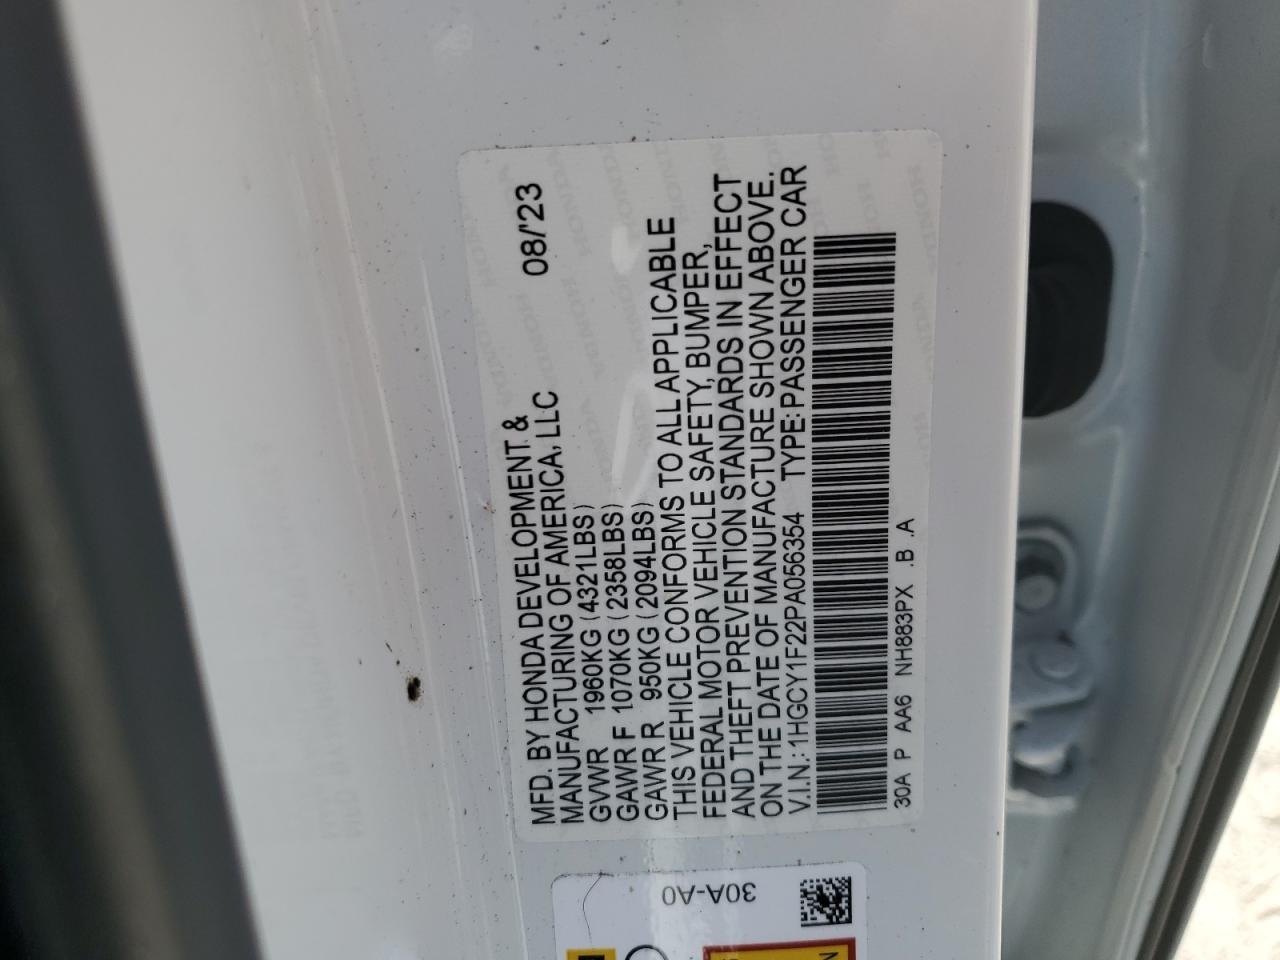 MFD. BY HONDA DEVELOPMENT & 08/'23
MANUFACTURING OF AMERICA, LLC
GVWR 1960KG (4321LBS)
GAWR F 1070KG (2358LBS)
GAWR R 950KG (2094LBS)
THIS VEHICLE CONFORMS TO ALL APPLICABLE
FEDERAL MOTOR VEHICLE SAFETY, BUMPER,
AND THEFT PREVENTION STANDARDS IN EFFECT
ON THE DATE OF MANUFACTURE SHOWN ABOVE.
V.I.N.: 1HGCY1F22PA056354 TYPE: PASSENGER CAR
30A P AA6 NH883PX .B .A
30A-A0